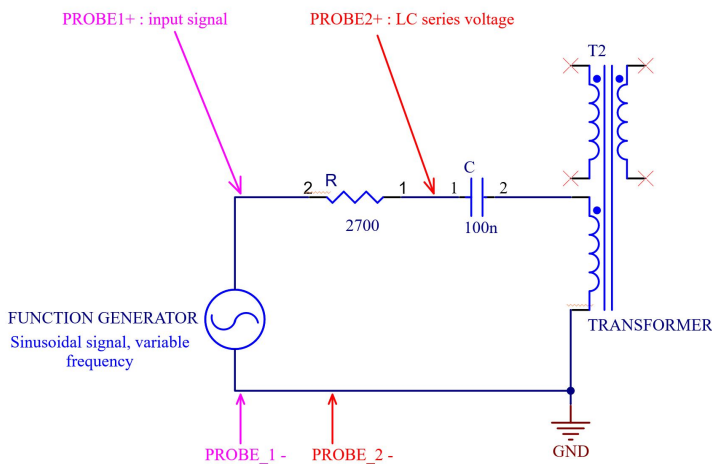 PROBE1+ : input signal
PROBE2+ : LC series voltage
T2
2 R 1
2700
C
1 2
100n
FUNCTION GENERATOR
Sinusoidal signal, variable
frequency
TRANSFORMER
PROBE_1 -
PROBE_2 -
GND